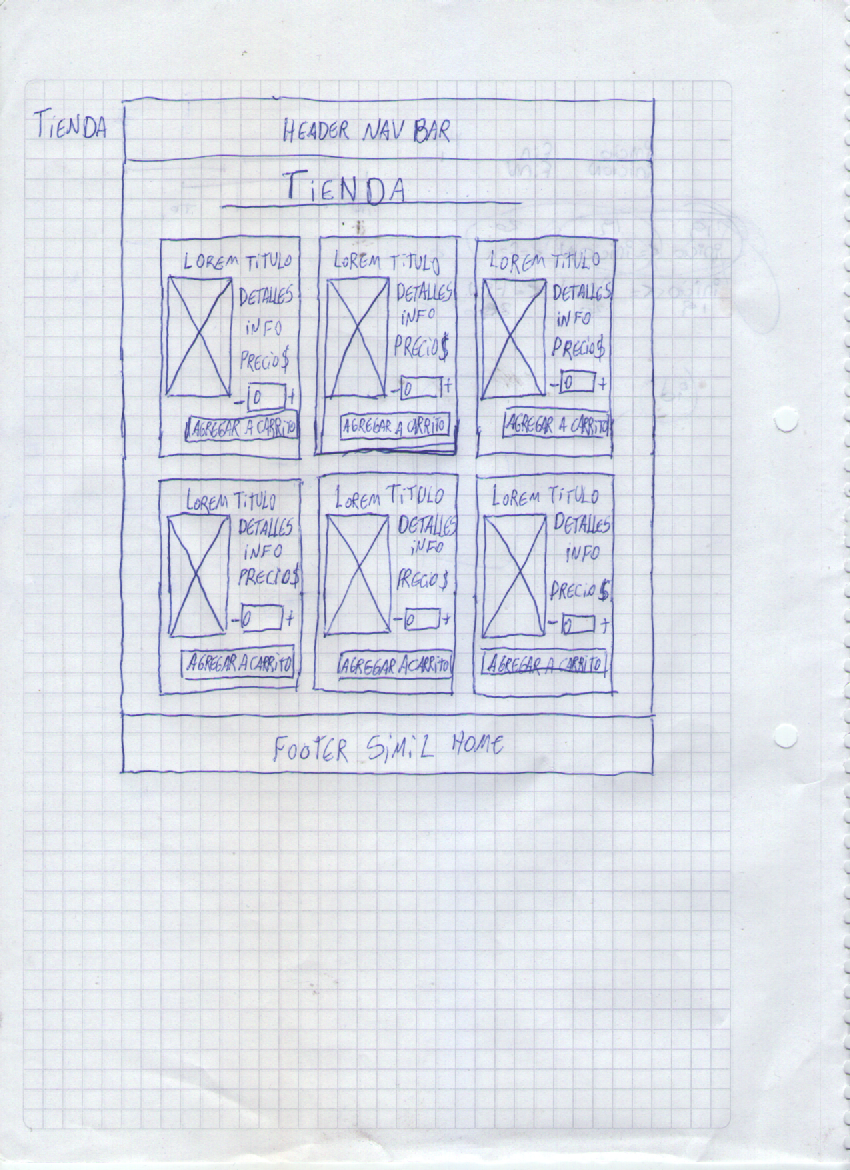 TIENDA
HEADER NAV BAR
TIENDA
LOREM TITULO
DETALLES
INFO
PRECIO$
- 0 +
AGREGAR A CARRITO
LOREM TITULO
DETALLES
INFO
PRECIO$
- 0 +
AGREGAR A CARRITO
LOREM TITULO
DETALLES
INFO
PRECIO$
- 0 +
AGREGAR A CARRITO
LOREM TITULO
DETALLES
INFO
PRECIO$
- 0 +
AGREGAR A CARRITO
LOREM TITULO
DETALLES
INFO
PRECIO$
- 0 +
AGREGAR A CARRITO
LOREM TITULO
DETALLES
INFO
PRECIO $
- 0 +
AGREGAR A CARRITO
FOOTER SIMIL HOME